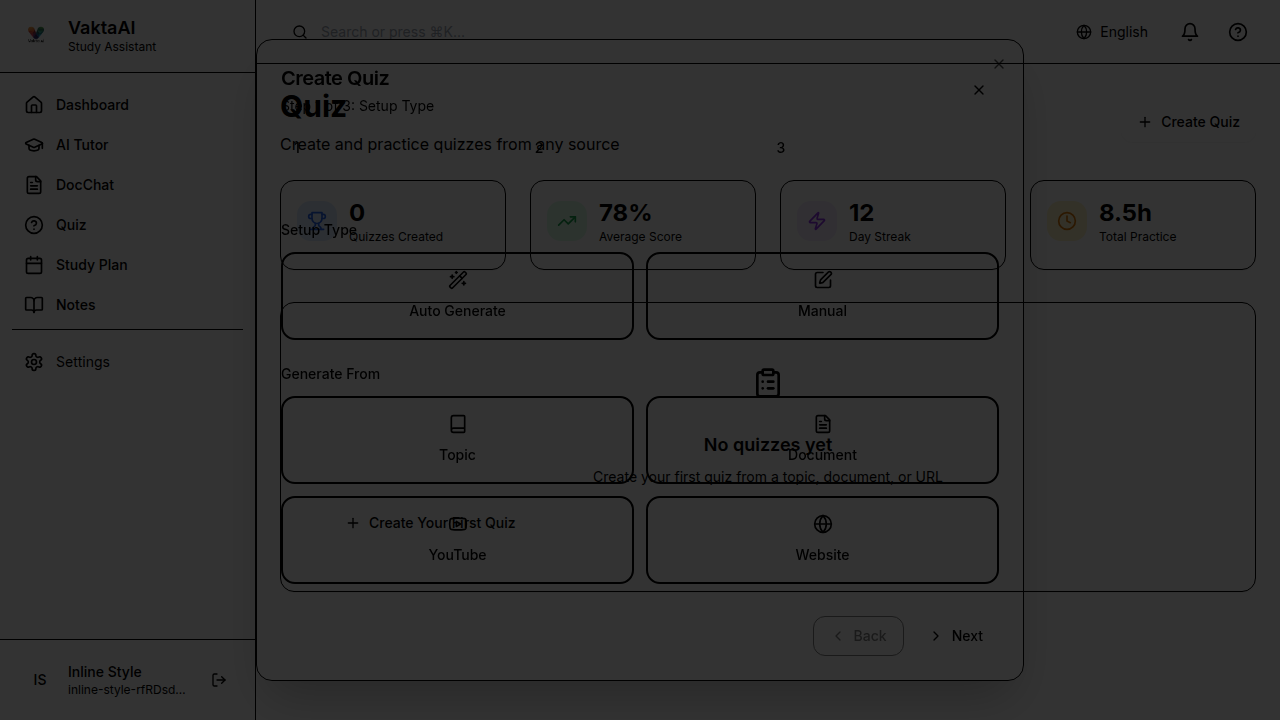 VaktaAI
Study Assistant
Search or press ⌘K...
English
Dashboard
AI Tutor
DocChat
Quiz
Study Plan
Notes
Settings
Inline Style
inline-style-rfRDsd...
IS
Create Quiz
Quiz
3: Setup Type
Create and practice quizzes from any source
Create Quiz
1
2
3
0
Quizzes Created
78%
Average Score
12
Day Streak
8.5h
Total Practice
Setup Type
Auto Generate
Manual
Generate From
Topic
Document
No quizzes yet
Create your first quiz from a topic, document, or URL
Create Your First Quiz
YouTube
Website
Back
Next